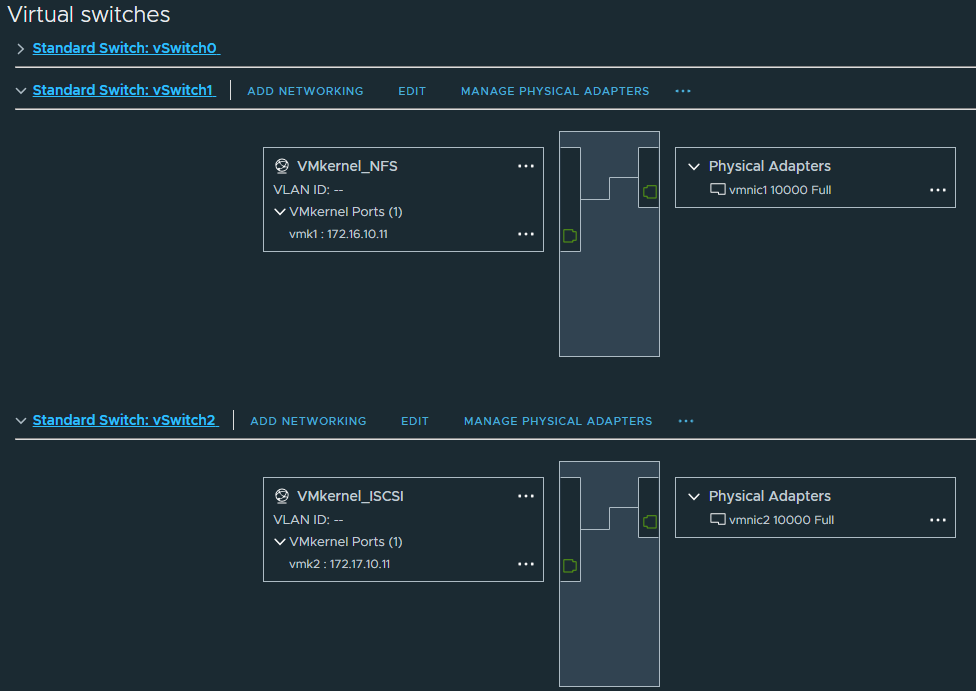 Virtual switches
Standard Switch: vSwitch0
Standard Switch: vSwitch1 ADD NETWORKING EDIT MANAGE PHYSICAL ADAPTERS ...
VMkernel_NFS ... Physical Adapters
VLAN ID: -- vmnic1 10000 Full ...
VMkernel Ports (1)
vmk1 : 172.16.10.11 ...
Standard Switch: vSwitch2 ADD NETWORKING EDIT MANAGE PHYSICAL ADAPTERS ...
VMkernel_ISCSI ... Physical Adapters
VLAN ID: -- vmnic2 10000 Full ...
VMkernel Ports (1)
vmk2 : 172.17.10.11 ...